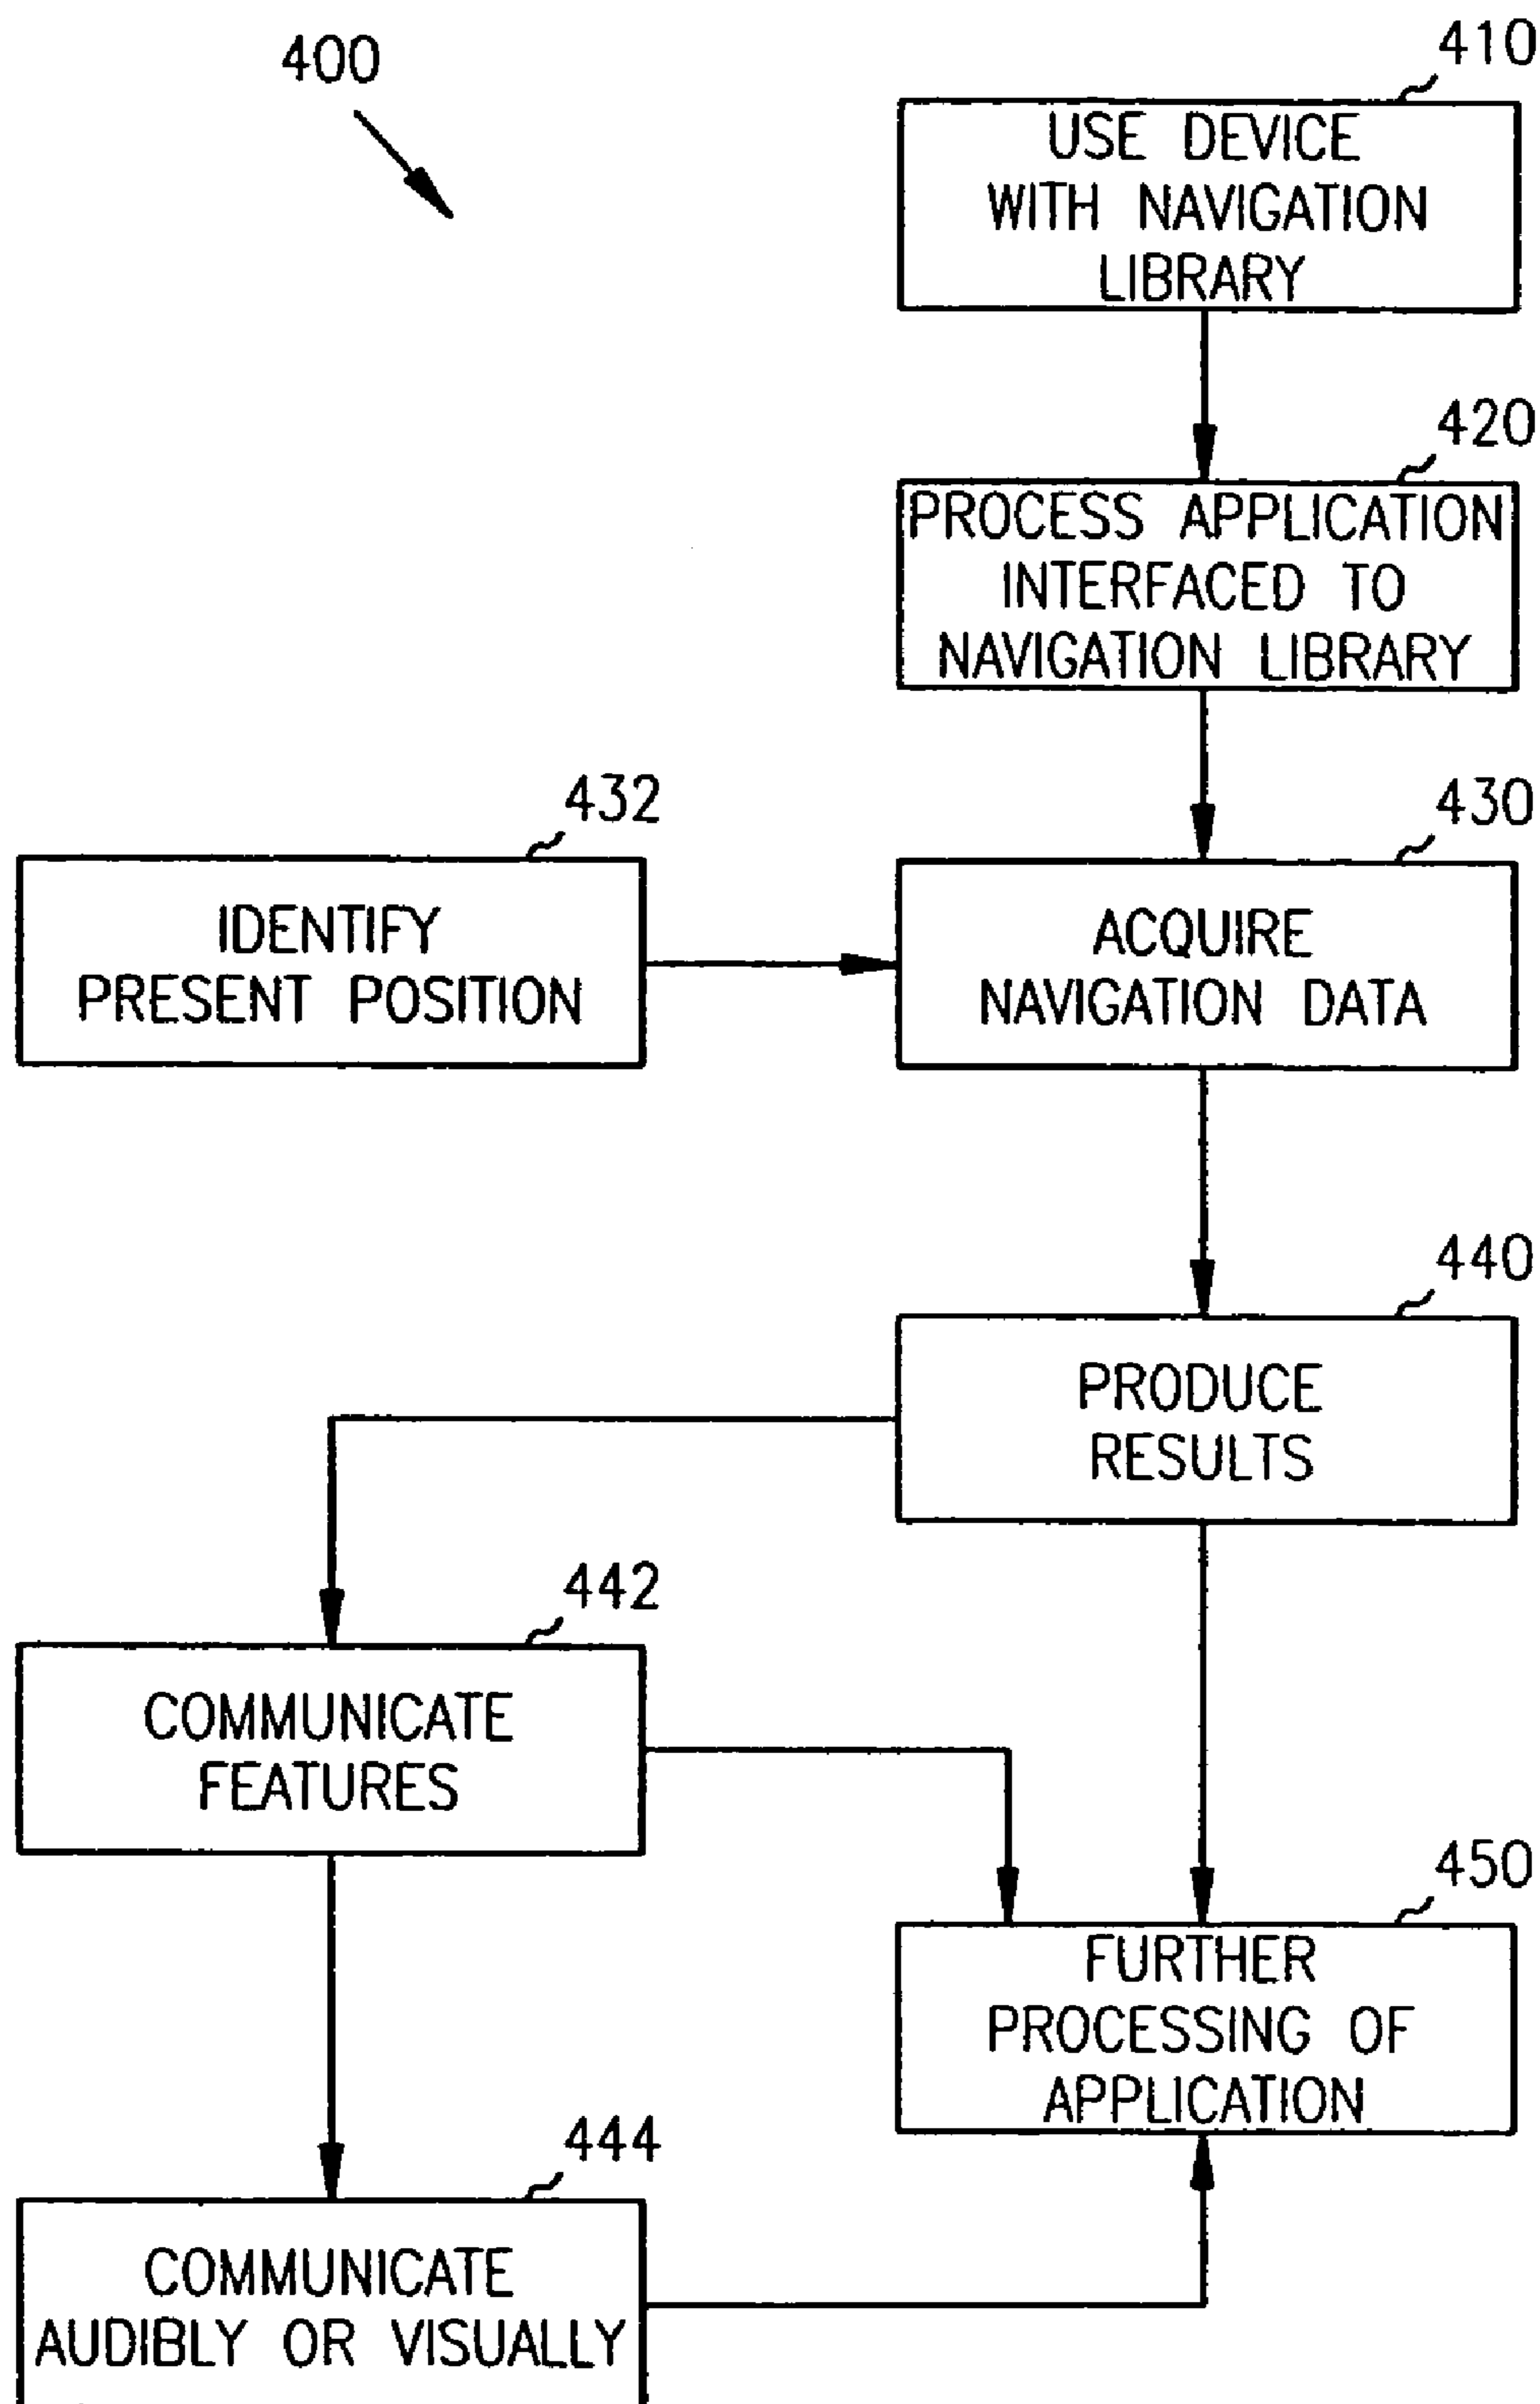 400
410
USE DEVICE
WITH NAVIGATION
LIBRARY
420
PROCESS APPLICATION
INTERFACED TO
NAVIGATION LIBRARY
432
IDENTIFY
PRESENT POSITION
430
ACQUIRE
NAVIGATION DATA
440
PRODUCE
RESULTS
442
COMMUNICATE
FEATURES
450
FURTHER
PROCESSING OF
APPLICATION
444
COMMUNICATE
AUDIBLY OR VISUALLY